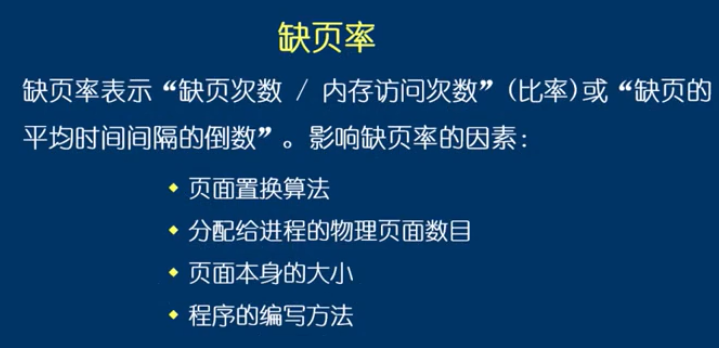 缺页率
缺页率表示“缺页次数 / 内存访问次数”(比率)或“缺页的
平均时间间隔的倒数”。影响缺页率的因素:
◆ 页面置换算法
◆ 分配给进程的物理页面数目
◆ 页面本身的大小
◆ 程序的编写方法